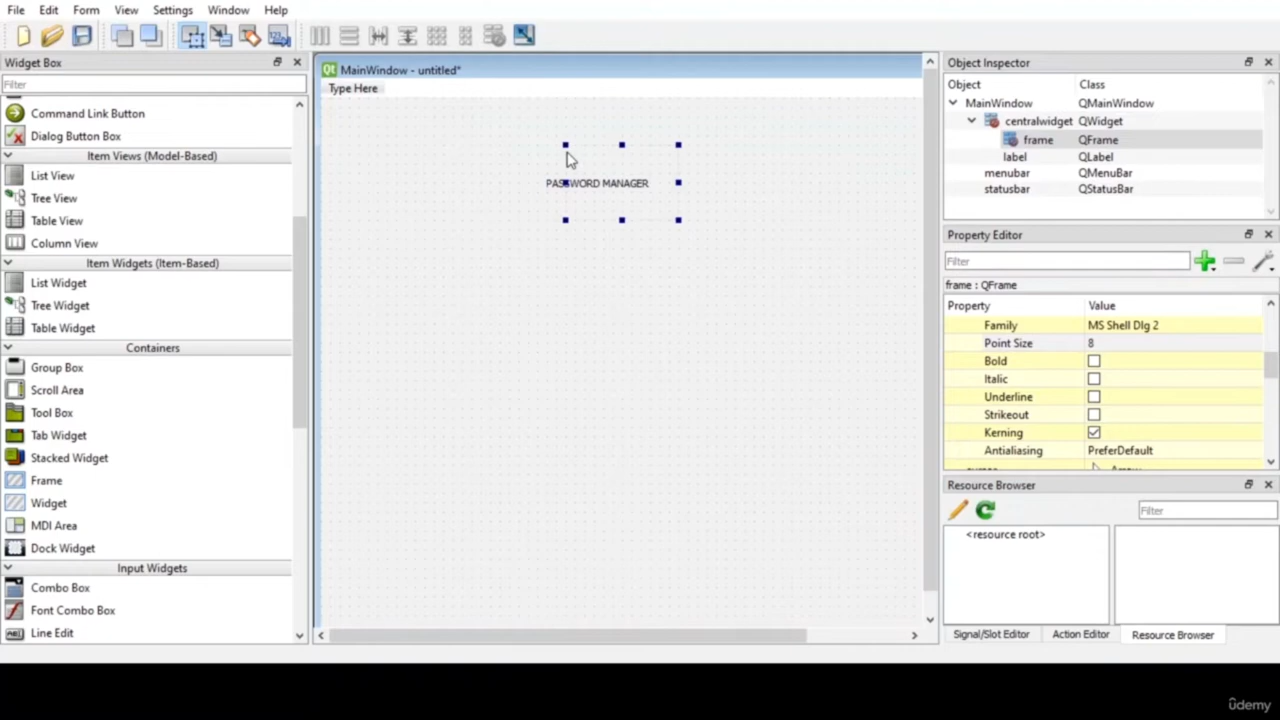 File Edit Form View Settings Window Help
Widget Box
Filter
Command Link Button
Dialog Button Box
Item Views (Model-Based)
List View
Tree View
Table View
Column View
Item Widgets (Item-Based)
List Widget
Tree Widget
Table Widget
Containers
Group Box
Scroll Area
Tool Box
Tab Widget
Stacked Widget
Frame
Widget
MDI Area
Dock Widget
Input Widgets
Combo Box
Font Combo Box
Line Edit
MainWindow - untitled*
Type Here
PASSWORD MANAGER
Object Inspector
Object Class
MainWindow QMainWindow
centralwidget QWidget
frame QFrame
label QLabel
menubar QMenuBar
statusbar QStatusBar
Property Editor
Filter
frame : QFrame
Property Value
Family MS Shell Dlg 2
Point Size 8
Bold
Italic
Underline
Strikeout
Kerning
Antialiasing PreferDefault
Resource Browser
Filter
<resource root>
Signal/Slot Editor Action Editor Resource Browser
ûdemy